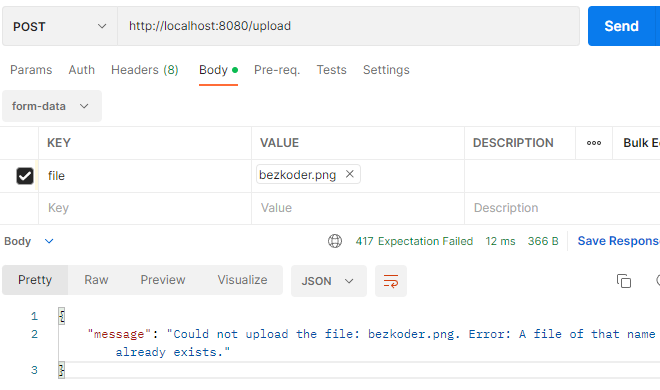 POST http://localhost:8080/upload Send
Params Auth Headers (8) Body Pre-req. Tests Settings
form-data
KEY VALUE DESCRIPTION ooo Bulk E
file bezkoder.png ×
Key Value Description
Body 417 Expectation Failed 12 ms 366 B Save Respons
Pretty Raw Preview Visualize JSON
1 {
2 "message": "Could not upload the file: bezkoder.png. Error: A file of that name
already exists."
3 }